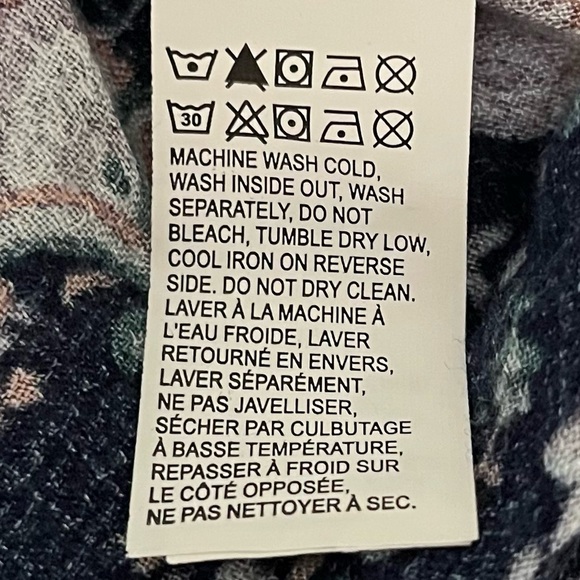 30
MACHINE WASH COLD,
WASH INSIDE OUT, WASH
SEPARATELY, DO NOT
BLEACH, TUMBLE DRY LOW,
COOL IRON ON REVERSE
SIDE. DO NOT DRY CLEAN.
LAVER À LA MACHINE À
L'EAU FROIDE, LAVER
RETOURNÉ EN ENVERS,
LAVER SÉPARÉMENT,
NE PAS JAVELLISER,
SÉCHER PAR CULBUTAGE
À BASSE TEMPÉRATURE,
REPASSER À FROID SUR
LE CÔTÉ OPPOSÉE,
NE PAS NETTOYER À SEC.